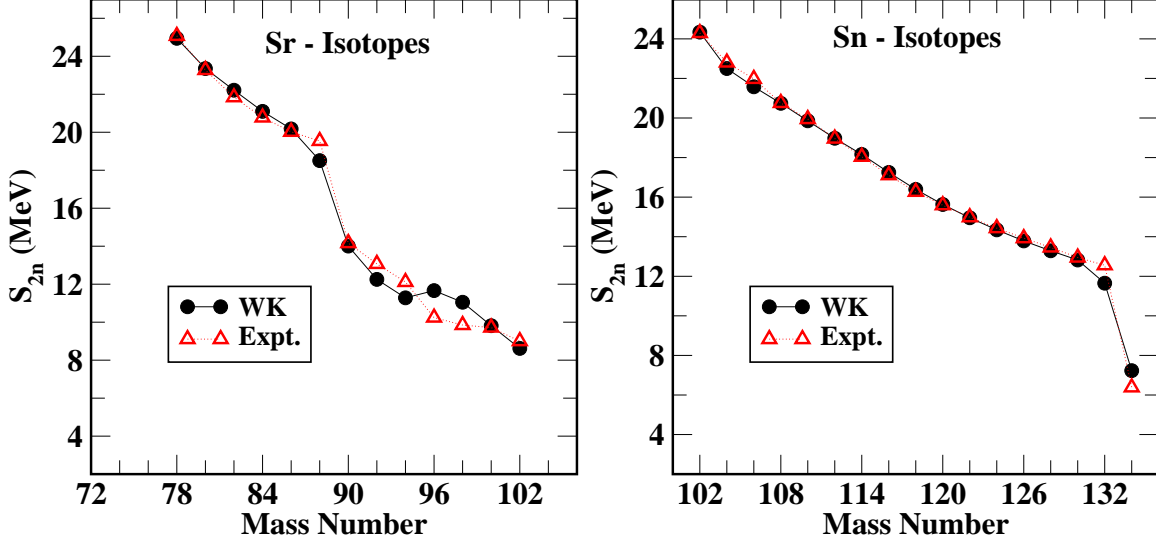 Sr - Isotopes
24
20
16
12
8
4
S2n (MeV)
WK
Expt.
72 78 84 90 96 102
Mass Number
Sn - Isotopes
24
20
16
12
8
4
S2n (MeV)
WK
Expt.
102 108 114 120 126 132
Mass Number